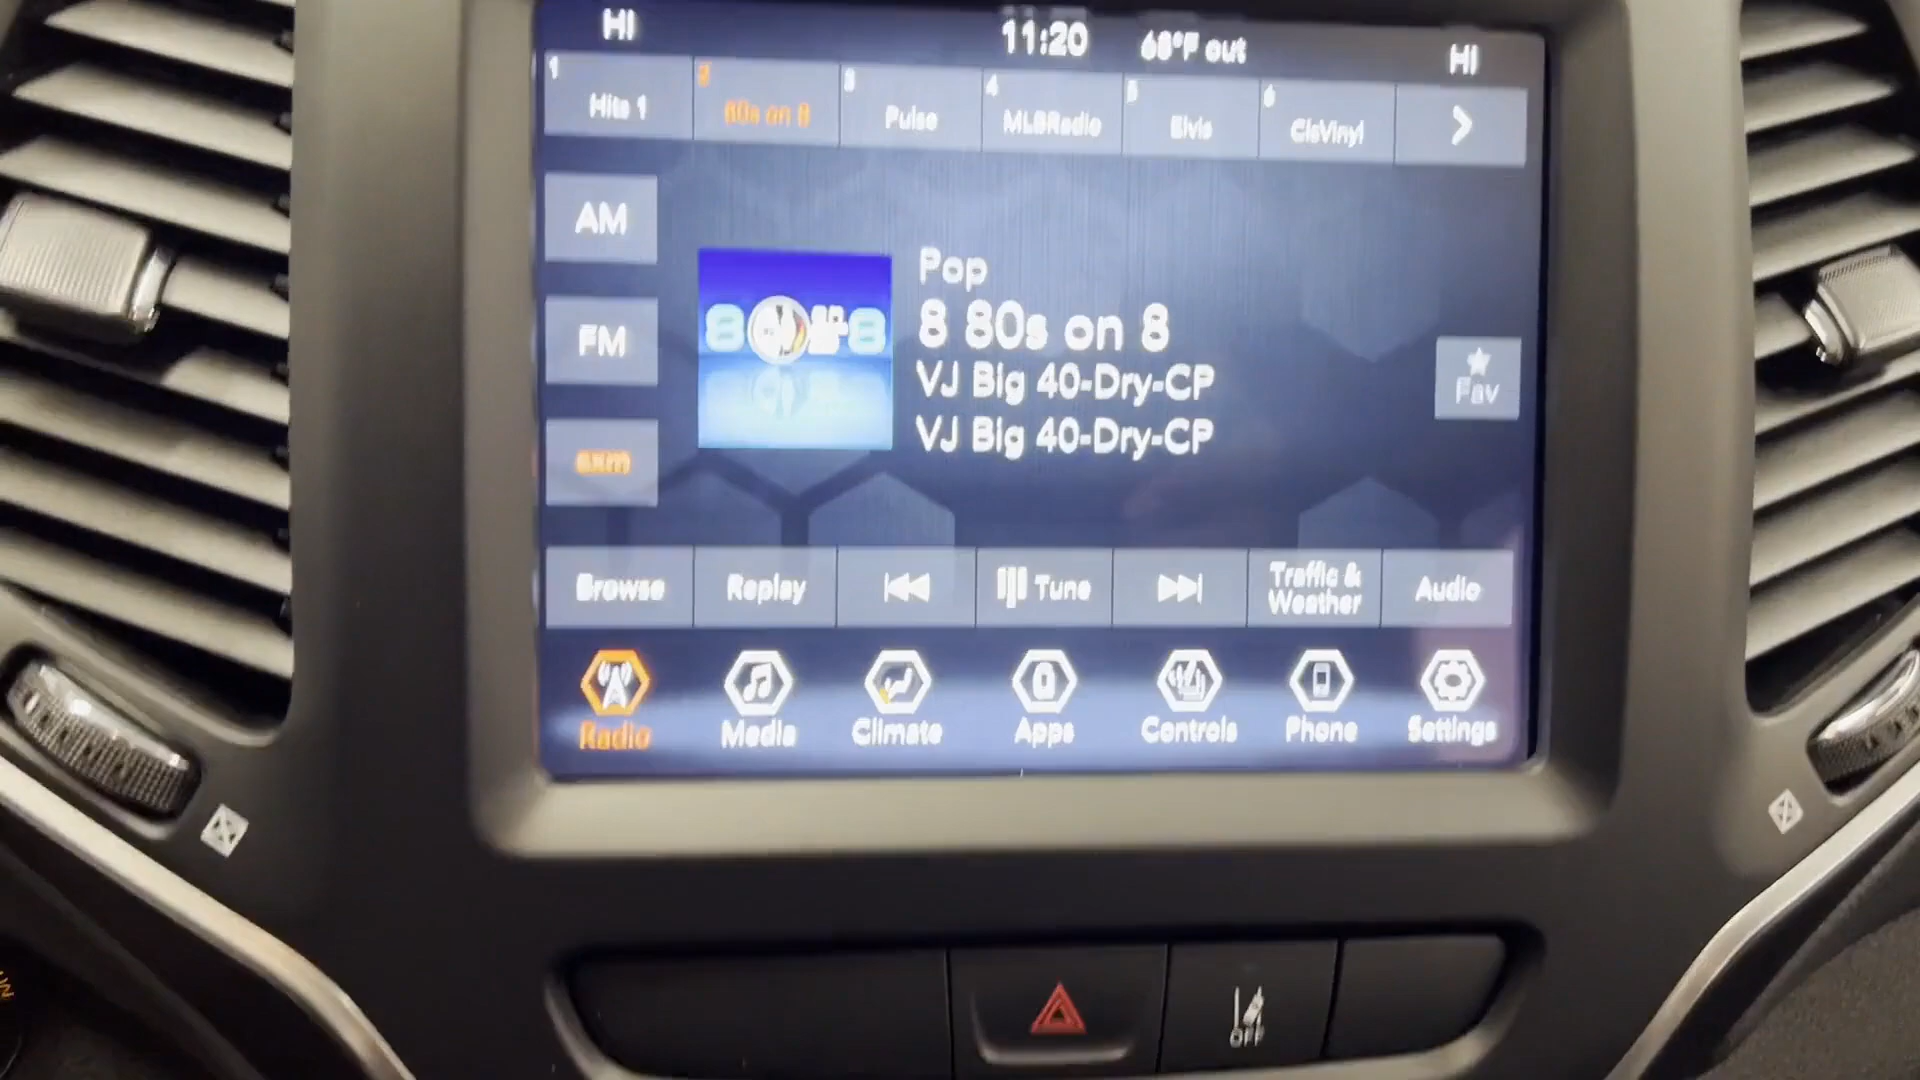 HI 11:20 68°F out HI
1 Hits 1
2 80s on 8
3 Pulse
4 MLBRadio
5 Elvis
6 ClsVinyl
AM
FM
sxm
Pop
8 80s on 8
VJ Big 40-Dry-CP
VJ Big 40-Dry-CP
Fav
Browse
Replay
Tune
Traffic &
Weather
Audio
Radio
Media
Climate
Apps
Controls
Phone
Settings
OFF